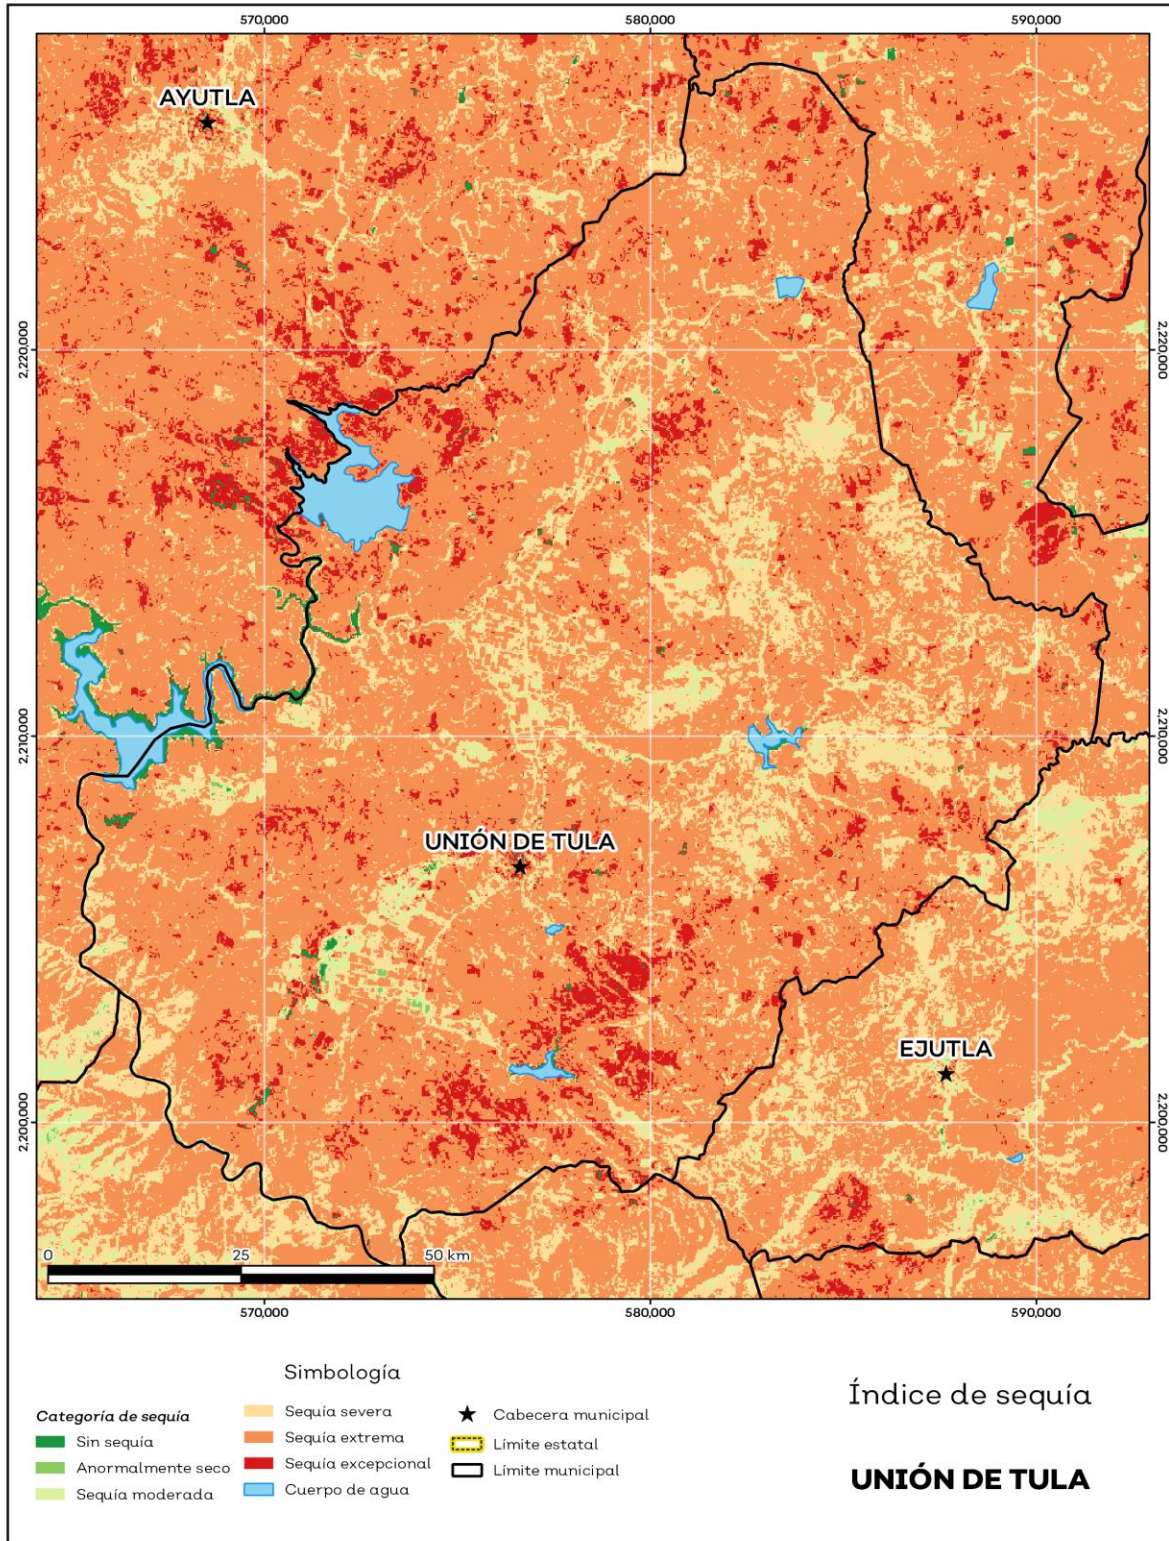 570,000
580,000
590,000
AYUTLA
2,220,000
2,220,000
2,210,000
2,210,000
UNIÓN DE TULA
EJUTLA
2,200,000
2,200,000
0
25
50 km
570,000
580,000
590,000
Simbología
Categoría de sequía
Sin sequía
Anormalmente seco
Sequía moderada
Sequía severa
Sequía extrema
Sequía excepcional
Cuerpo de agua
Cabecera municipal
Límite estatal
Límite municipal
Índice de sequía
UNIÓN DE TULA